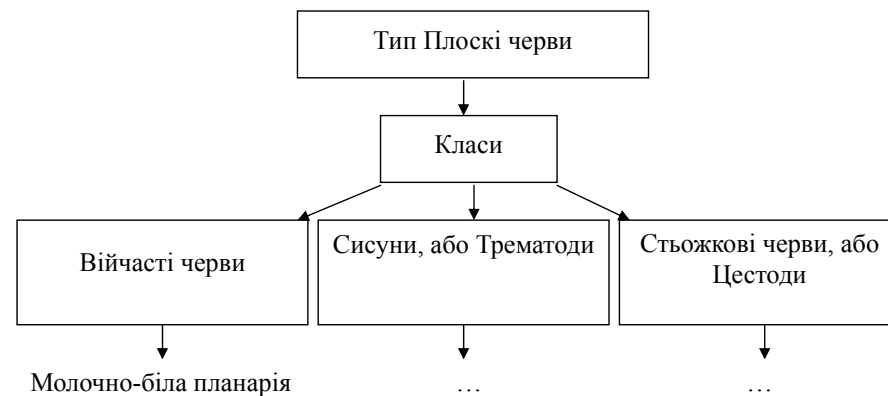 Тип Плоскі черви
Класи
Війчасті черви
Сисуни, або Трематоди
Стьожкові черви, або
Цестоди
Молочно-біла планарія
…
…